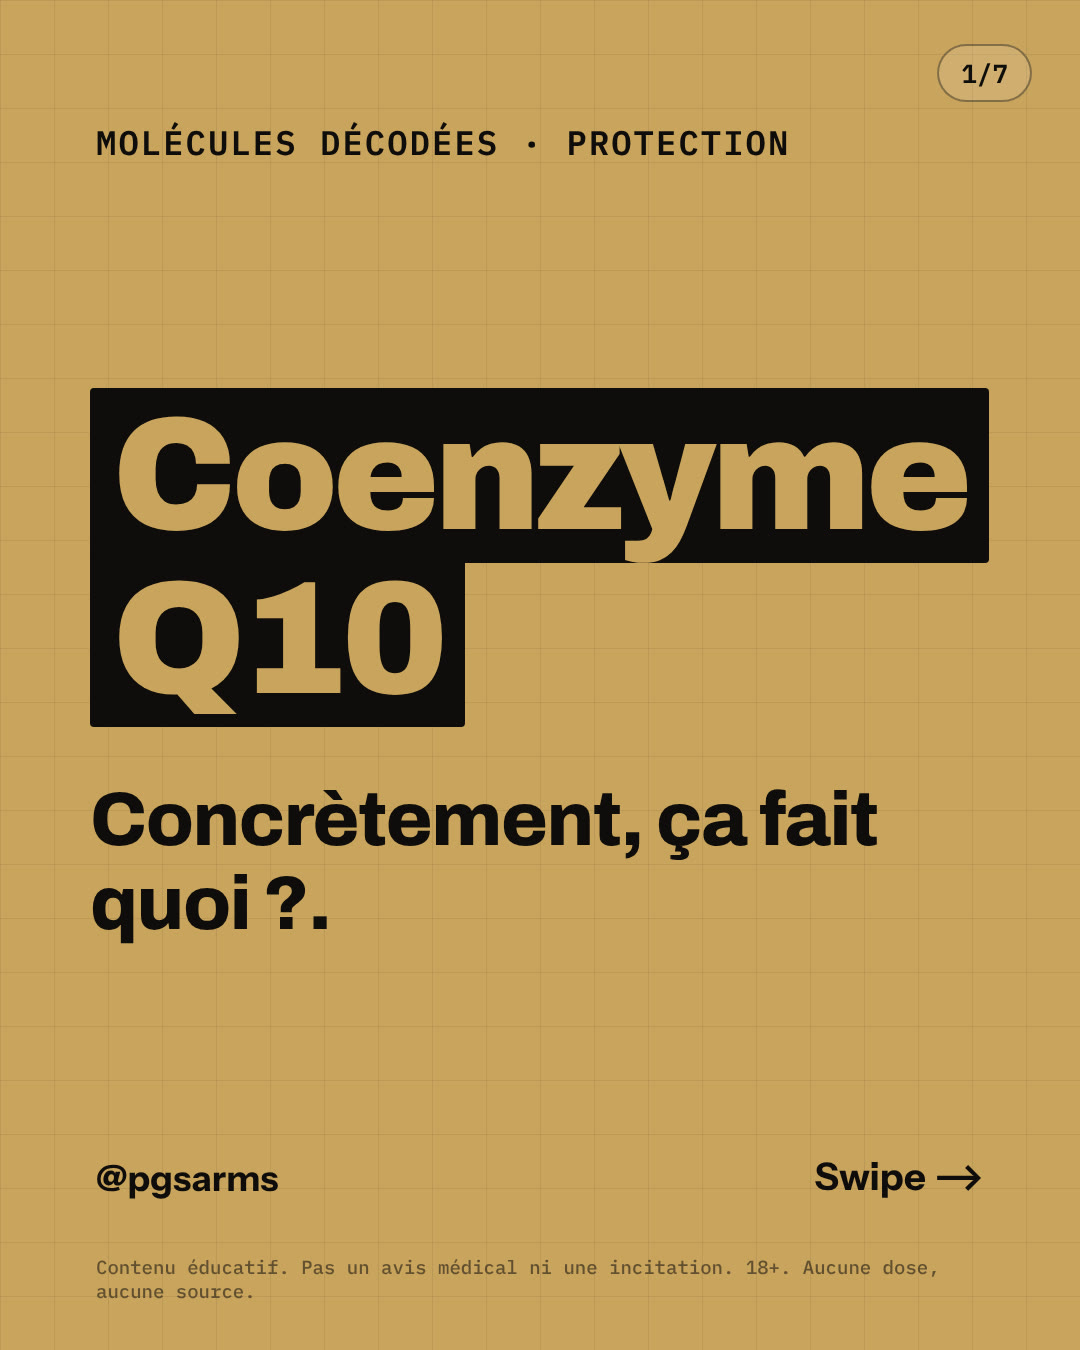 1/7
MOLÉCULES DÉCODÉES · PROTECTION
Coenzyme
Q10
Concrètement, ça fait
quoi ?.
@pgsarms
Swipe →
Contenu éducatif. Pas un avis médical ni une incitation. 18+. Aucune dose,
aucune source.